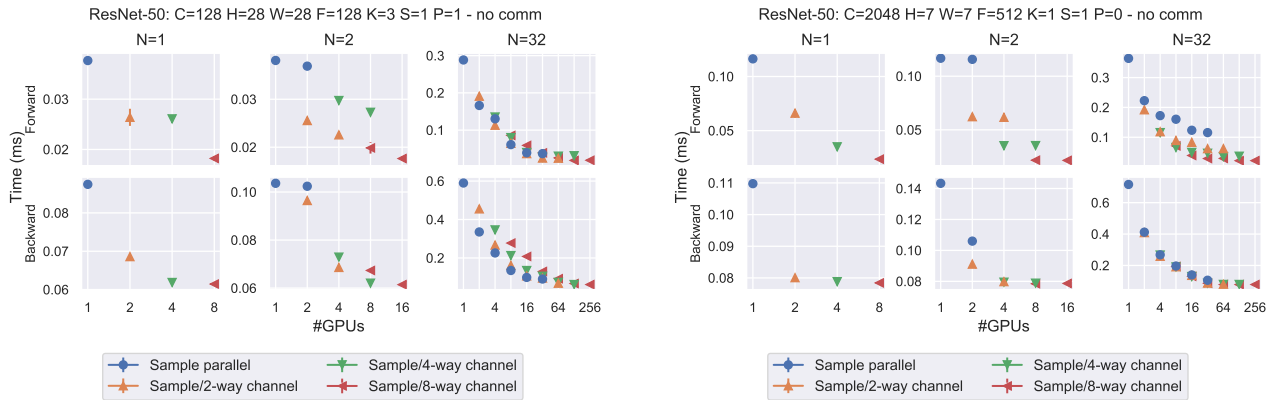 ResNet-50: C=128 H=28 W=28 F=128 K=3 S=1 P=1 - no comm
N=1 N=2 N=32
Time (ms)
Forward
0.03
0.02
0.03
0.02
0.3
0.2
0.1
Backward
0.08
0.07
0.06
0.10
0.08
0.06
0.6
0.4
0.2
1 2 4 8
1 2 4 8 16
1 4 16 64 256
#GPUs
Sample parallel
Sample/2-way channel
Sample/4-way channel
Sample/8-way channel
ResNet-50: C=2048 H=7 W=7 F=512 K=1 S=1 P=0 - no comm
N=1 N=2 N=32
Time (ms)
Forward
0.10
0.05
0.10
0.05
0.3
0.2
0.1
Backward
0.11
0.10
0.09
0.08
0.14
0.12
0.10
0.08
0.6
0.4
0.2
1 2 4 8
1 2 4 8 16
1 4 16 64 256
#GPUs
Sample parallel
Sample/2-way channel
Sample/4-way channel
Sample/8-way channel